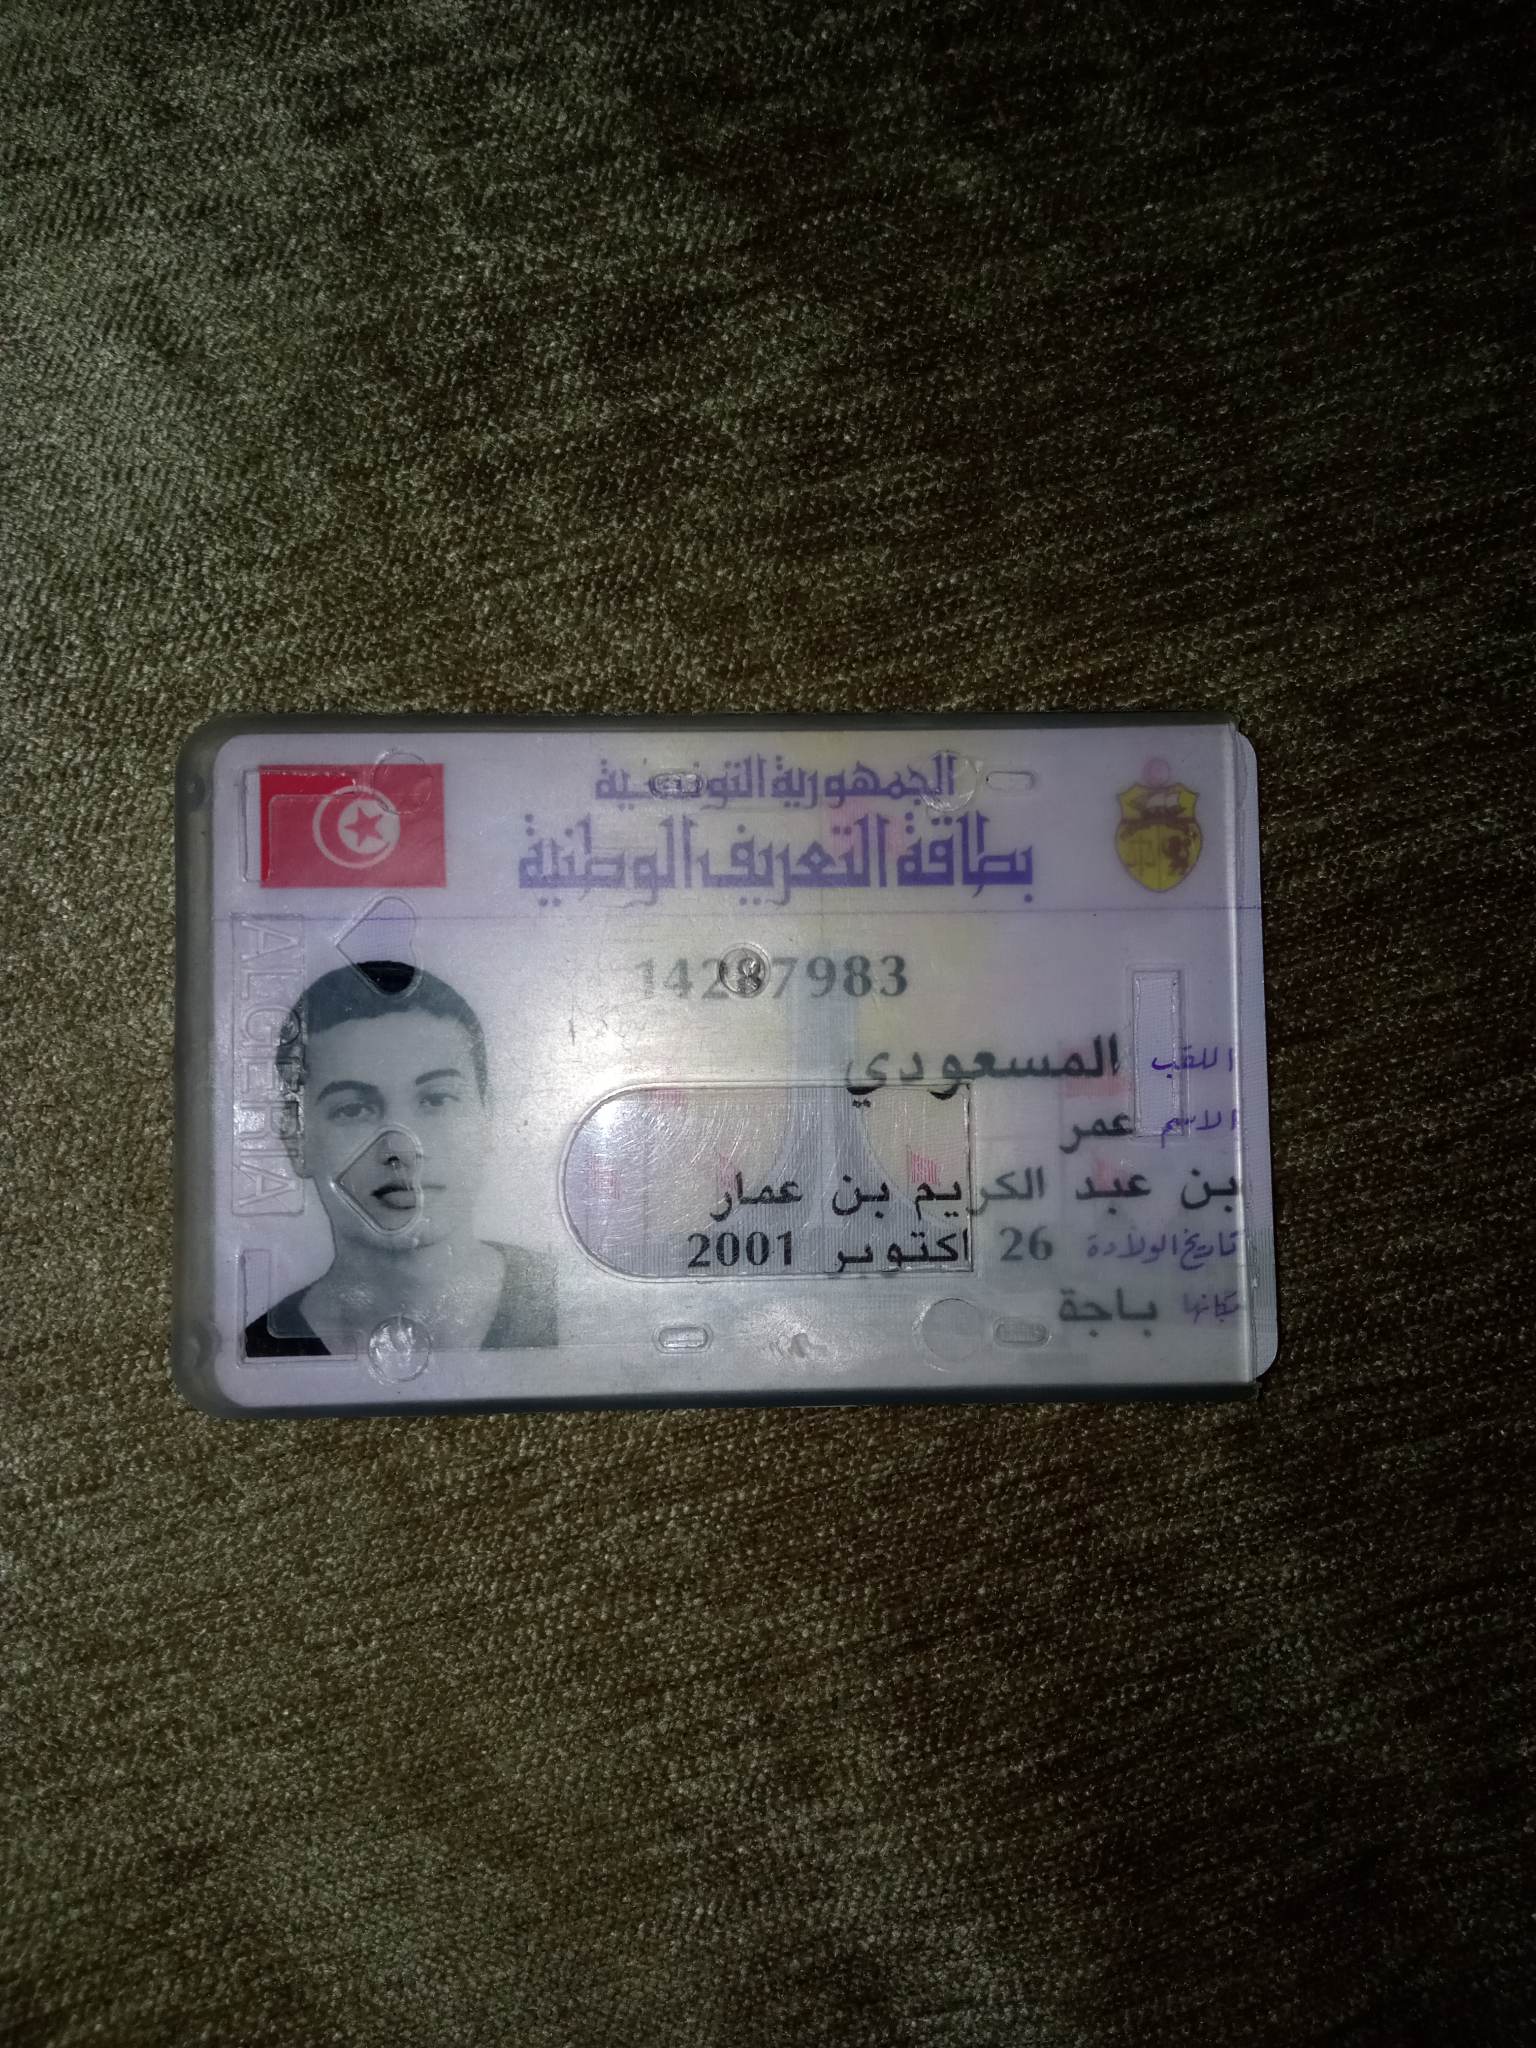 الجمهورية التونسية
بطاقة التعريف الوطنية
14287983
اللقب المسعودي
الاسم عمر
بن عبد الكريم بن عمار
تاريخ الولادة 26 اكتوبر 2001
مكانها باجة
ALGERIA